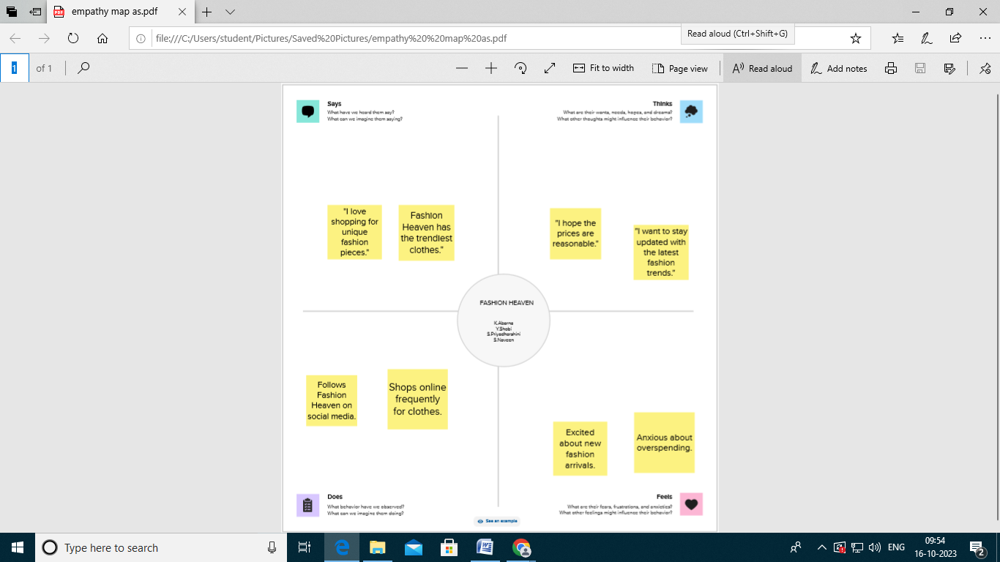 empathy map as.pdf
file:///C:/Users/student/Pictures/Saved%20Pictures/empathy%20%20map%20as.pdf
Read aloud (Ctrl+Shift+G)
1 of 1
Fit to width
Page view
Read aloud
Add notes
Says
What have we heard them say?
What can we imagine them saying?
Thinks
What are their wants, needs, hopes, and dreams?
What other thoughts might influence their behavior?
"I love
shopping for
unique
fashion
pieces."
Fashion
Heaven has
the trendiest
clothes."
"I hope the
prices are
reasonable."
"I want to stay
updated with
the latest
fashion
trends."
FASHION HEAVEN
K.Abarna
Y.Shobi
S.Priyadharshini
S.Naveen
Follows
Fashion
Heaven on
social media.
Shops online
frequently
for clothes.
Excited
about new
fashion
arrivals.
Anxious about
overspending.
Does
What behavior have we observed?
What can we imagine them doing?
Feels
What are their fears, frustrations, and anxieties?
What other feelings might influence their behavior?
See an example
Type here to search
ENG
09:54
16-10-2023
2